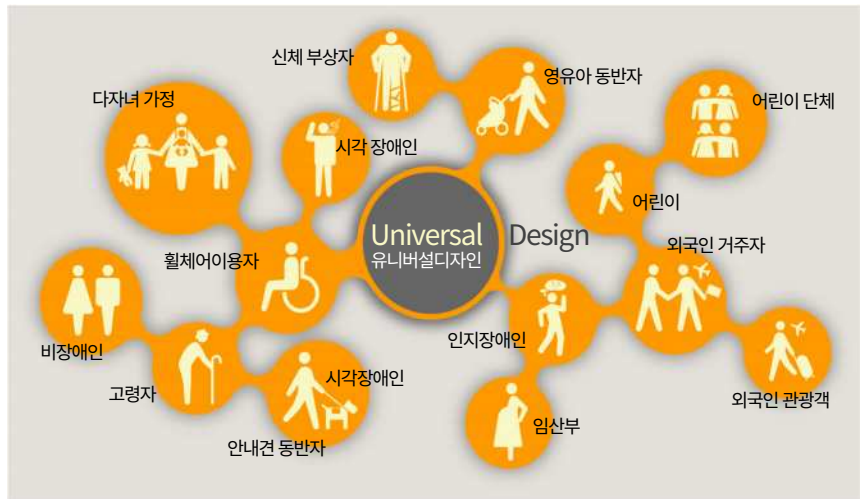 신체 부상자
영유아 동반자
다자녀 가정
어린이 단체
시각 장애인
어린이
Universal Design
유니버설디자인
휠체어이용자
외국인 거주자
비장애인
인지장애인
고령자
시각장애인
안내견 동반자
임산부
외국인 관광객